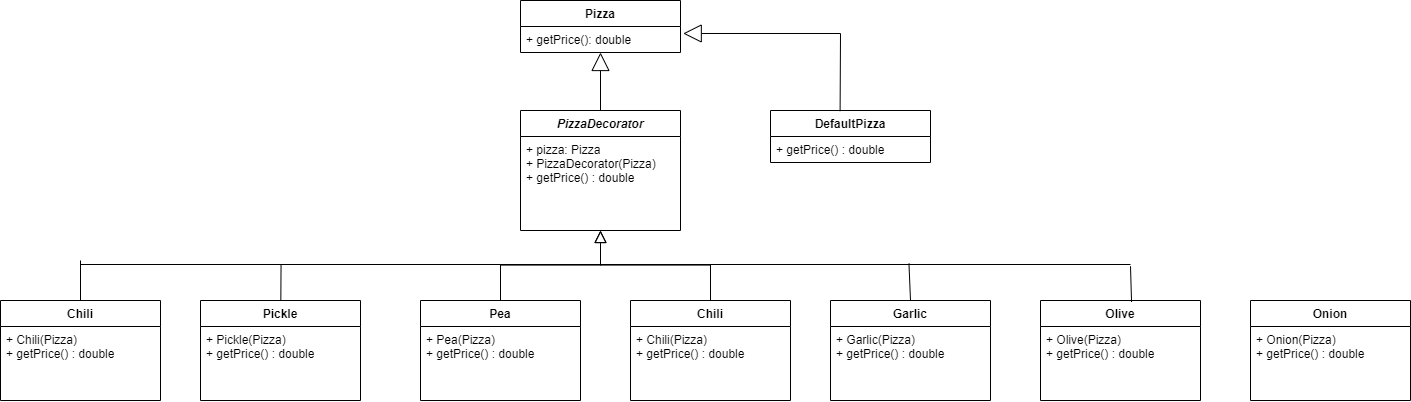 Pizza
+ getPrice(): double
PizzaDecorator
+ pizza: Pizza
+ PizzaDecorator(Pizza)
+ getPrice() : double
DefaultPizza
+ getPrice() : double
Chili
+ Chili(Pizza)
+ getPrice() : double
Pickle
+ Pickle(Pizza)
+ getPrice() : double
Pea
+ Pea(Pizza)
+ getPrice() : double
Chili
+ Chili(Pizza)
+ getPrice() : double
Garlic
+ Garlic(Pizza)
+ getPrice() : double
Olive
+ Olive(Pizza)
+ getPrice() : double
Onion
+ Onion(Pizza)
+ getPrice() : double